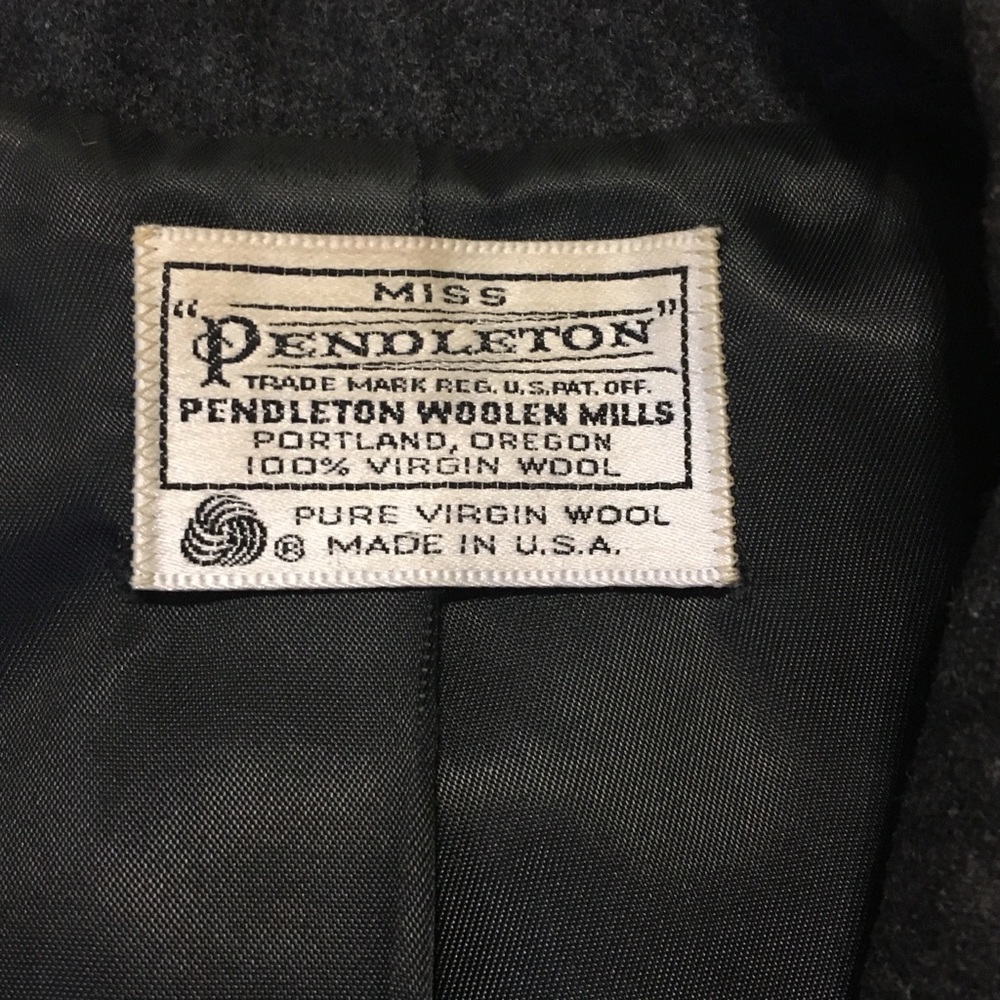 MISS
"PENDLETON"
TRADE MARK REG. U.S. PAT. OFF.
PENDLETON WOOLEN MILLS
PORTLAND, OREGON
100% VIRGIN WOOL
PURE VIRGIN WOOL
® MADE IN U.S.A.